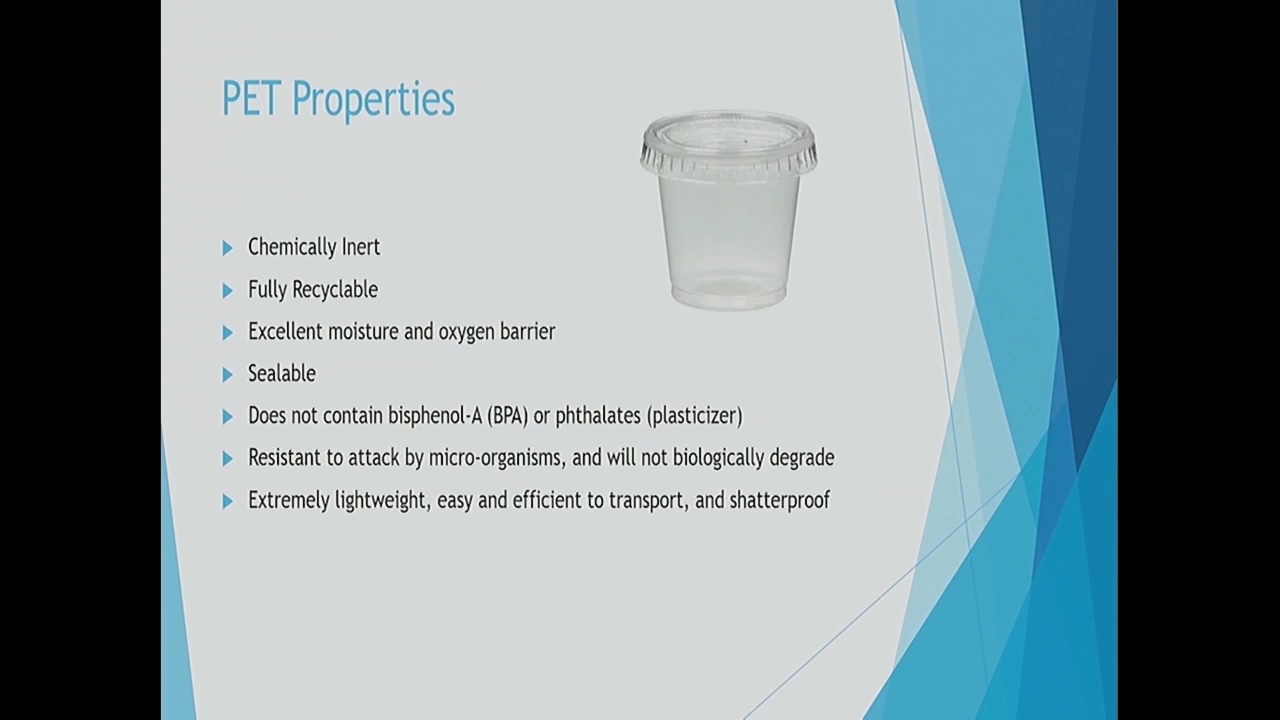 PET Properties
Chemically Inert
Fully Recyclable
Excellent moisture and oxygen barrier
Sealable
Does not contain bisphenol-A (BPA) or phthalates (plasticizer)
Resistant to attack by micro-organisms, and will not biologically degrade
Extremely lightweight, easy and efficient to transport, and shatterproof